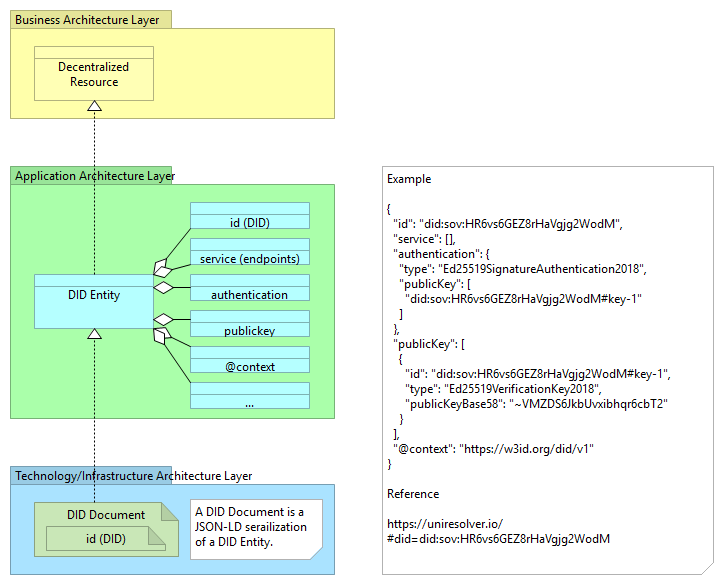 Business Architecture Layer
Decentralized
Resource
Application Architecture Layer
id (DID)
service (endpoints)
DID Entity
authentication
publickey
@context
...
Technology/Infrastructure Architecture Layer
DID Document
id (DID)
A DID Document is a
JSON-LD serailization
of a DID Entity.
Example
{
"id": "did:sov:HR6vs6GEZ8rHaVgjg2WodM",
"service": [],
"authentication": {
"type": "Ed25519SignatureAuthentication2018",
"publicKey": [
"did:sov:HR6vs6GEZ8rHaVgjg2WodM#key-1"
]
},
"publicKey": [
{
"id": "did:sov:HR6vs6GEZ8rHaVgjg2WodM#key-1",
"type": "Ed25519VerificationKey2018",
"publicKeyBase58": "~VMZDS6JkbUvxibhqr6cbT2"
}
],
"@context": "https://w3id.org/did/v1"
}
Reference
https://uniresolver.io/
#did=did:sov:HR6vs6GEZ8rHaVgjg2WodM